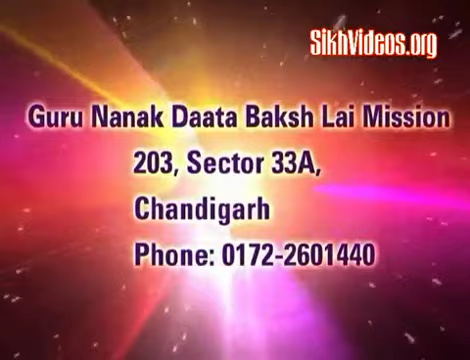 SikhVideos.org
Guru Nanak Daata Baksh Lai Mission
203, Sector 33A,
Chandigarh
Phone: 0172-2601440